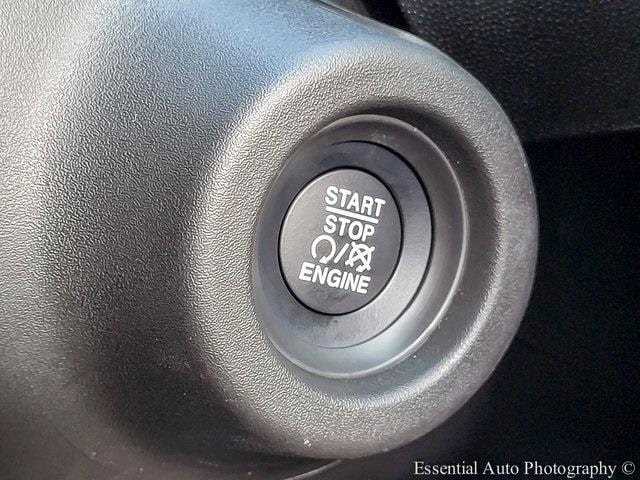 START
STOP
/
ENGINE
Essential Auto Photography ©